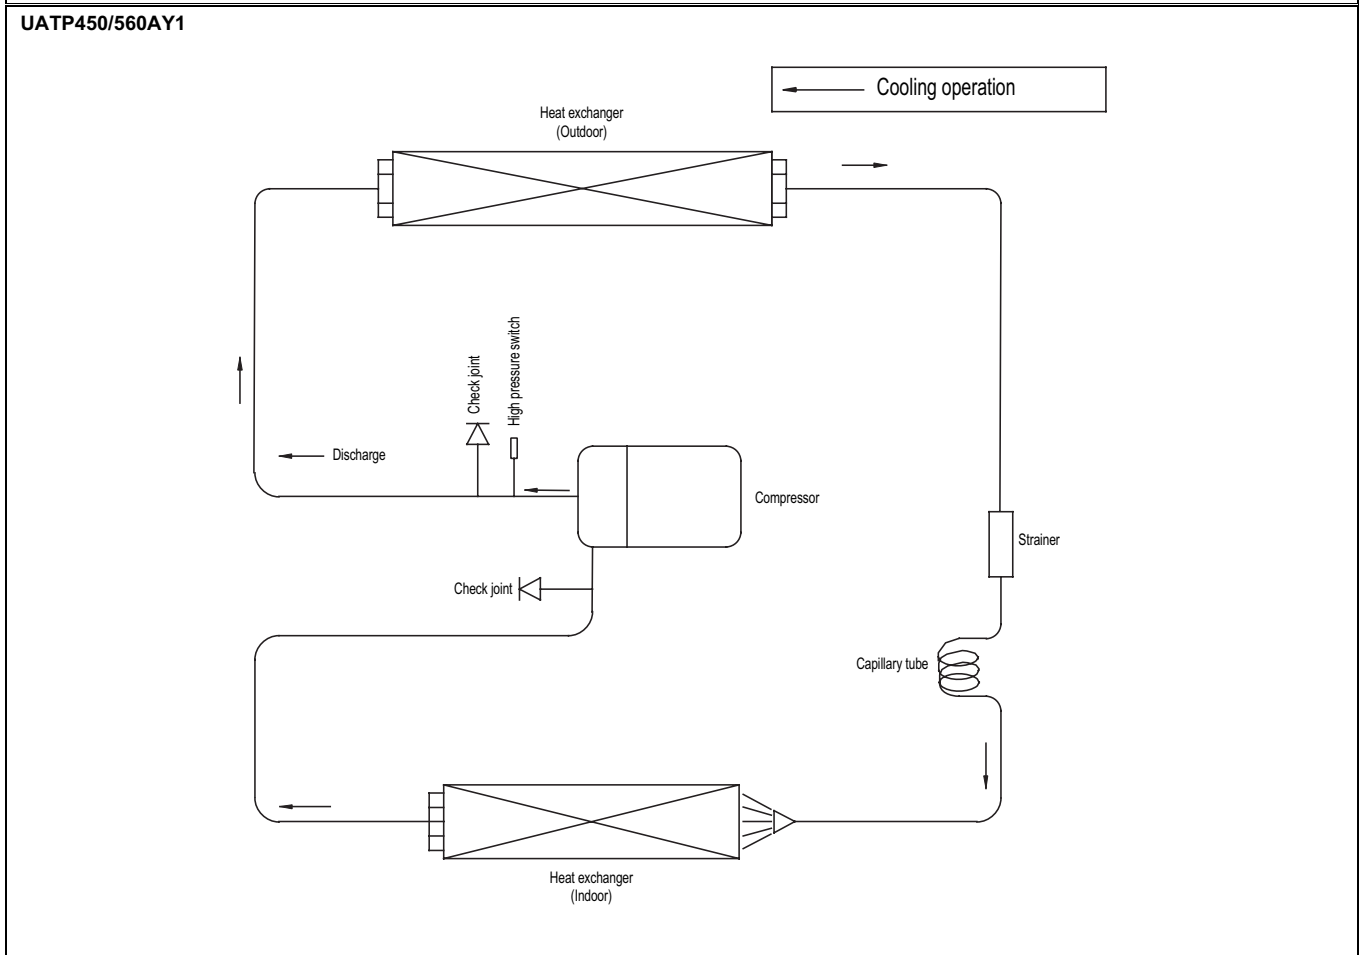 UATP450/560AY1
Cooling operation
Heat exchanger
(Outdoor)
Check joint
High pressure switch
Discharge
Compressor
Strainer
Check joint
Capillary tube
Heat exchanger
(Indoor)